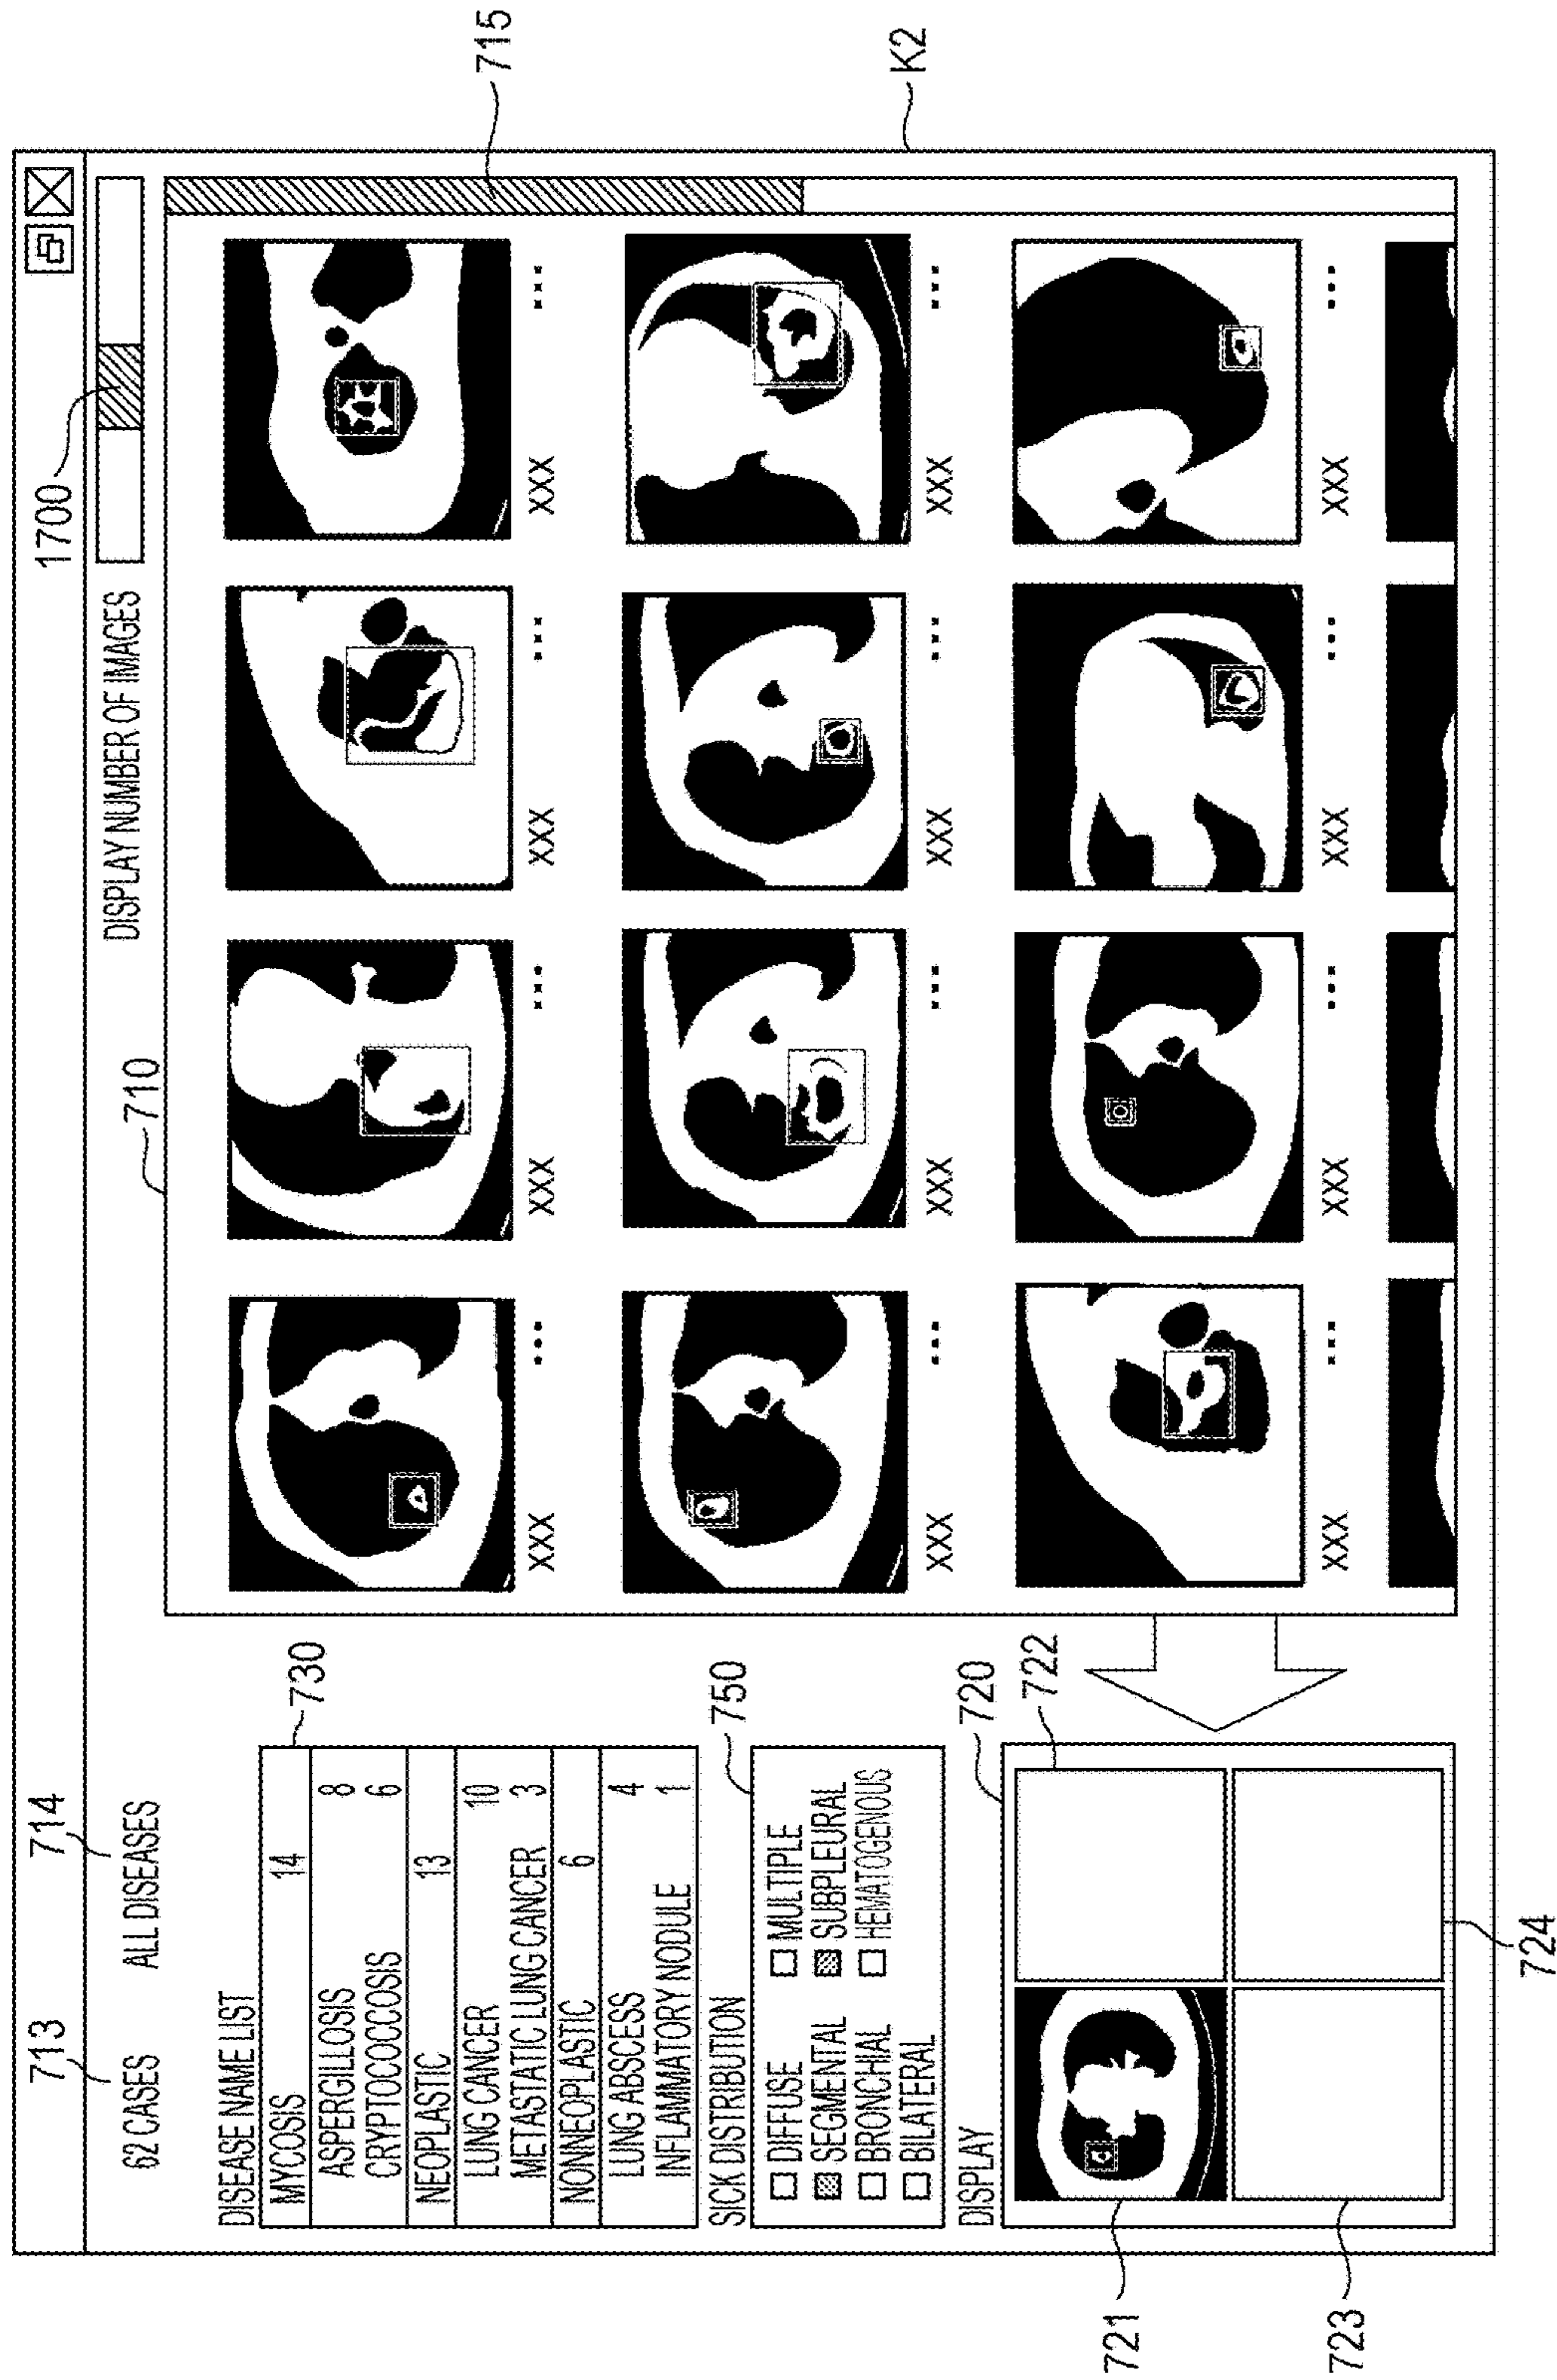 713
714
1700
62 CASES
ALL DISEASES
710
DISPLAY NUMBER OF IMAGES
715
K2
DISEASE NAME LIST
730
MYCOSIS 14
ASPERGILLOSIS 8
CRYPTOCOCCOSIS 6
NEOPLASTIC 13
LUNG CANCER 10
METASTATIC LUNG CANCER 3
NONNEOPLASTIC 6
LUNG ABSCESS 4
INFLAMMATORY NODULE 1
SICK DISTRIBUTION
750
DIFFUSE MULTIPLE
SEGMENTAL SUBPLEURAL
BRONCHIAL HEMATOGENOUS
BILATERAL
DISPLAY
720
722
721
723
724
XXX ... XXX ... XXX ... XXX ...
XXX ... XXX ... XXX ... XXX ...
XXX ... XXX ... XXX ... XXX ...